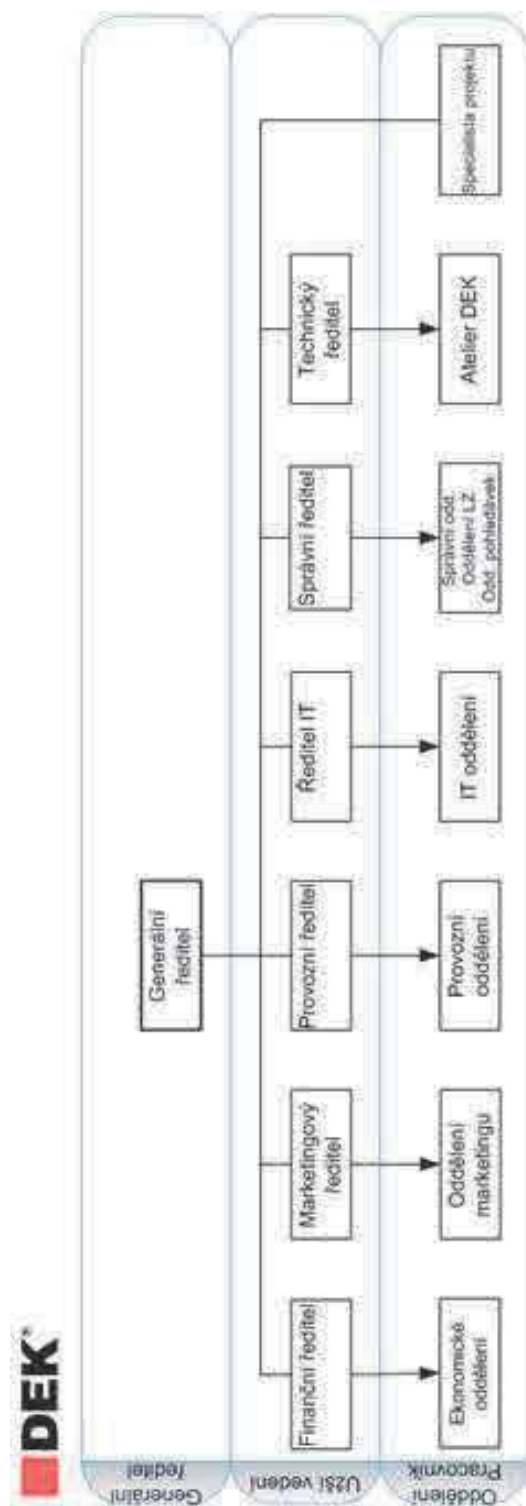 DEK
Generální
ředitel
Generální
ředitel
Užší vedení
Finanční ředitel
Marketingový
ředitel
Provozní ředitel
Ředitel IT
Správní ředitel
Technický
ředitel
Oddělení
Pracovník
Ekonomické
oddělení
Oddělení
marketingu
Provozní
oddělení
IT oddělení
Správní odd.
Oddělení LZ
Odd. pohledávek
Atelier DEK
Specialista projektu